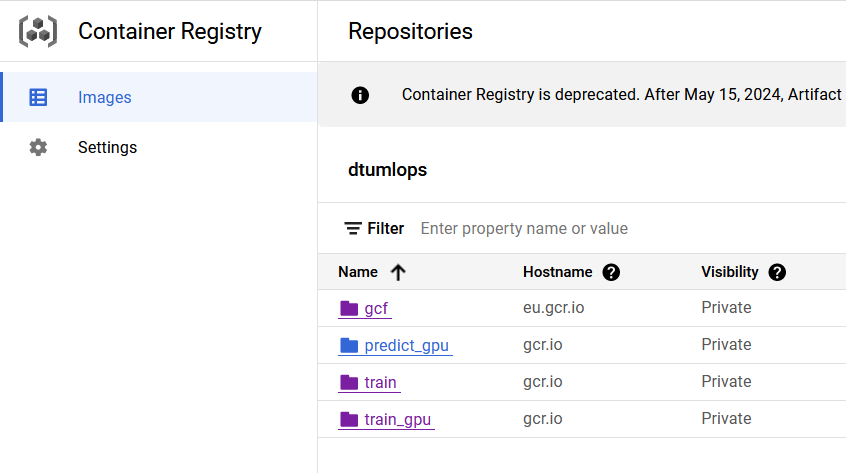 Container Registry
Repositories
Images
Settings
Container Registry is deprecated. After May 15, 2024, Artifact
dtumlops
Filter Enter property name or value
Name Hostname Visibility
gcf eu.gcr.io Private
predict_gpu gcr.io Private
train gcr.io Private
train_gpu gcr.io Private